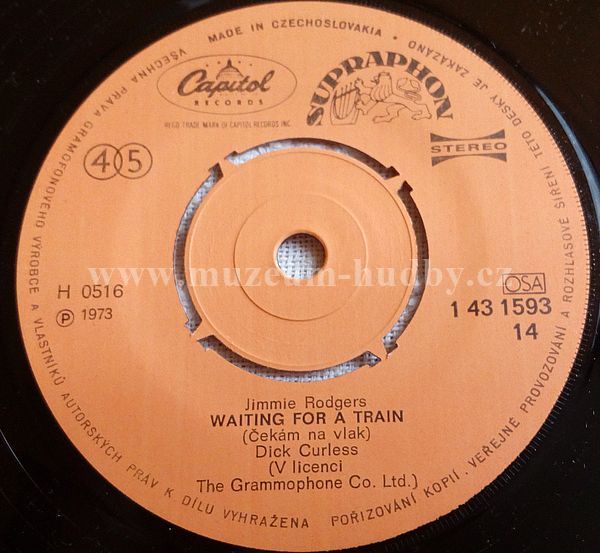 VŠECHNA PRÁVA GRAMOFONOVÉHO VÝROBCE A VLASTNÍKŮ AUTORSKÝCH PRÁV K DÍLU VYHRAŽENA
MADE IN CZECHOSLOVAKIA
POŘIZOVÁNÍ KOPIÍ, VEŘEJNÉ PROVOZOVÁNÍ A ROZHLASOVÉ ŠÍŘENÍ TÉTO DESKY JE ZAKÁZÁNO
Capitol
RECORDS
REGD TRADE MARK OF CAPITOL RECORDS INC
SUPRAPHON
STEREO
45
www.muzeum-hudby.cz
H 0516
℗ 1973
OSA
1 43 1593
14
Jimmie Rodgers
WAITING FOR A TRAIN
(Čekám na vlak)
Dick Curless
(V licenci
The Grammophone Co. Ltd.)